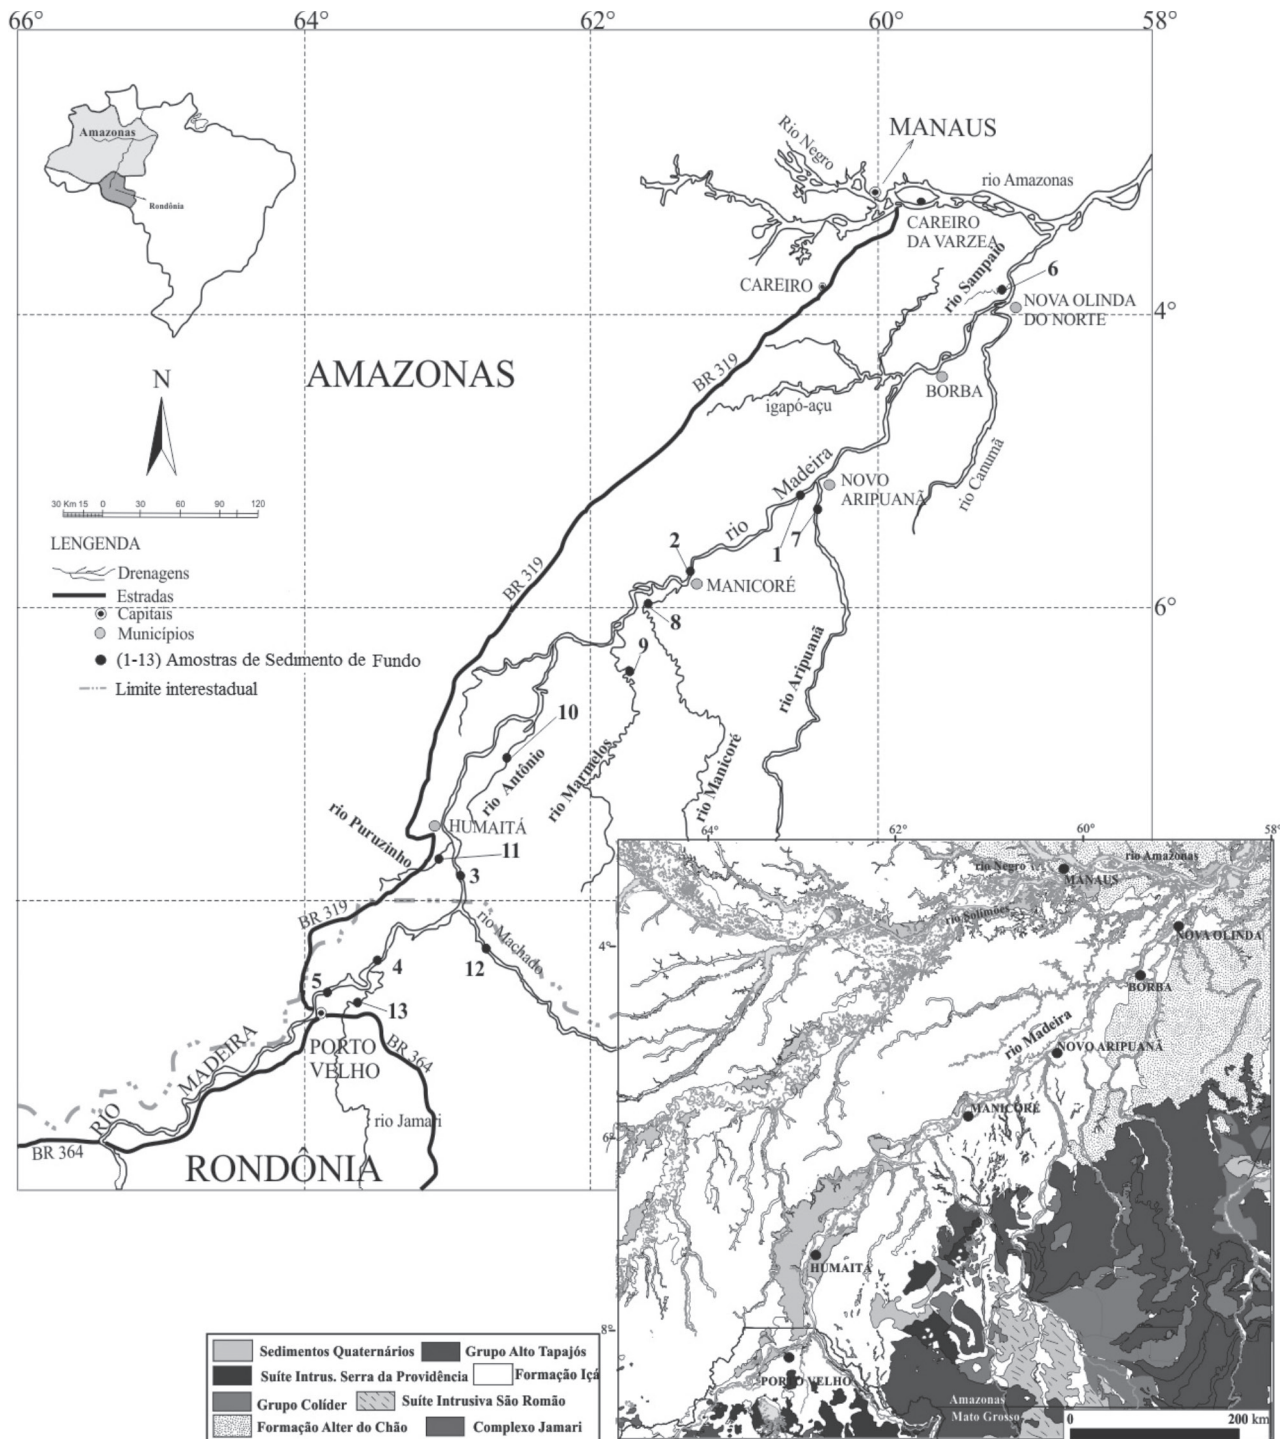 66°
64°
62°
60°
58°
Amazonas
Rondônia
N
30 Km 15 0 30 60 90 120
LENGENDA
Drenagens
Estradas
Capitais
Municípios
(1-13) Amostras de Sedimento de Fundo
Limite interestadual
AMAZONAS
Rio Negro
MANAUS
rio Amazonas
CAREIRO
DA VARZEA
CAREIRO
rio Sampaio
6
NOVA OLINDA
DO NORTE
4°
BR 319
igapó-açu
BORBA
rio Canumã
rio Madeira
NOVO
ARIPUANÃ
1
7
2
MANICORÉ
BR 319
6°
8
9
rio Aripuanã
10
rio Antônio
rio Marmelos
rio Manicoré
rio Puruzinho
HUMAITÁ
11
3
BR 319
rio Machado
4
12
5
13
PORTO
VELHO
BR 364
RIO MADEIRA
rio Jamari
BR 364
RONDÔNIA
64°
62°
60°
58°
rio Negro
rio Amazonas
MANAUS
rio Solimões
NOVA OLINDA
4°
BORBA
rio Madeira
NOVO ARIPUANÃ
MANICORÉ
6°
HUMAITÁ
8°
PORTO VELHO
Amazonas
Mato Grosso
0 200 km
Sedimentos Quaternários
Grupo Alto Tapajós
Suíte Intrus. Serra da Providência
Formação Içá
Grupo Colíder
Suíte Intrusiva São Romão
Formação Alter do Chão
Complexo Jamari